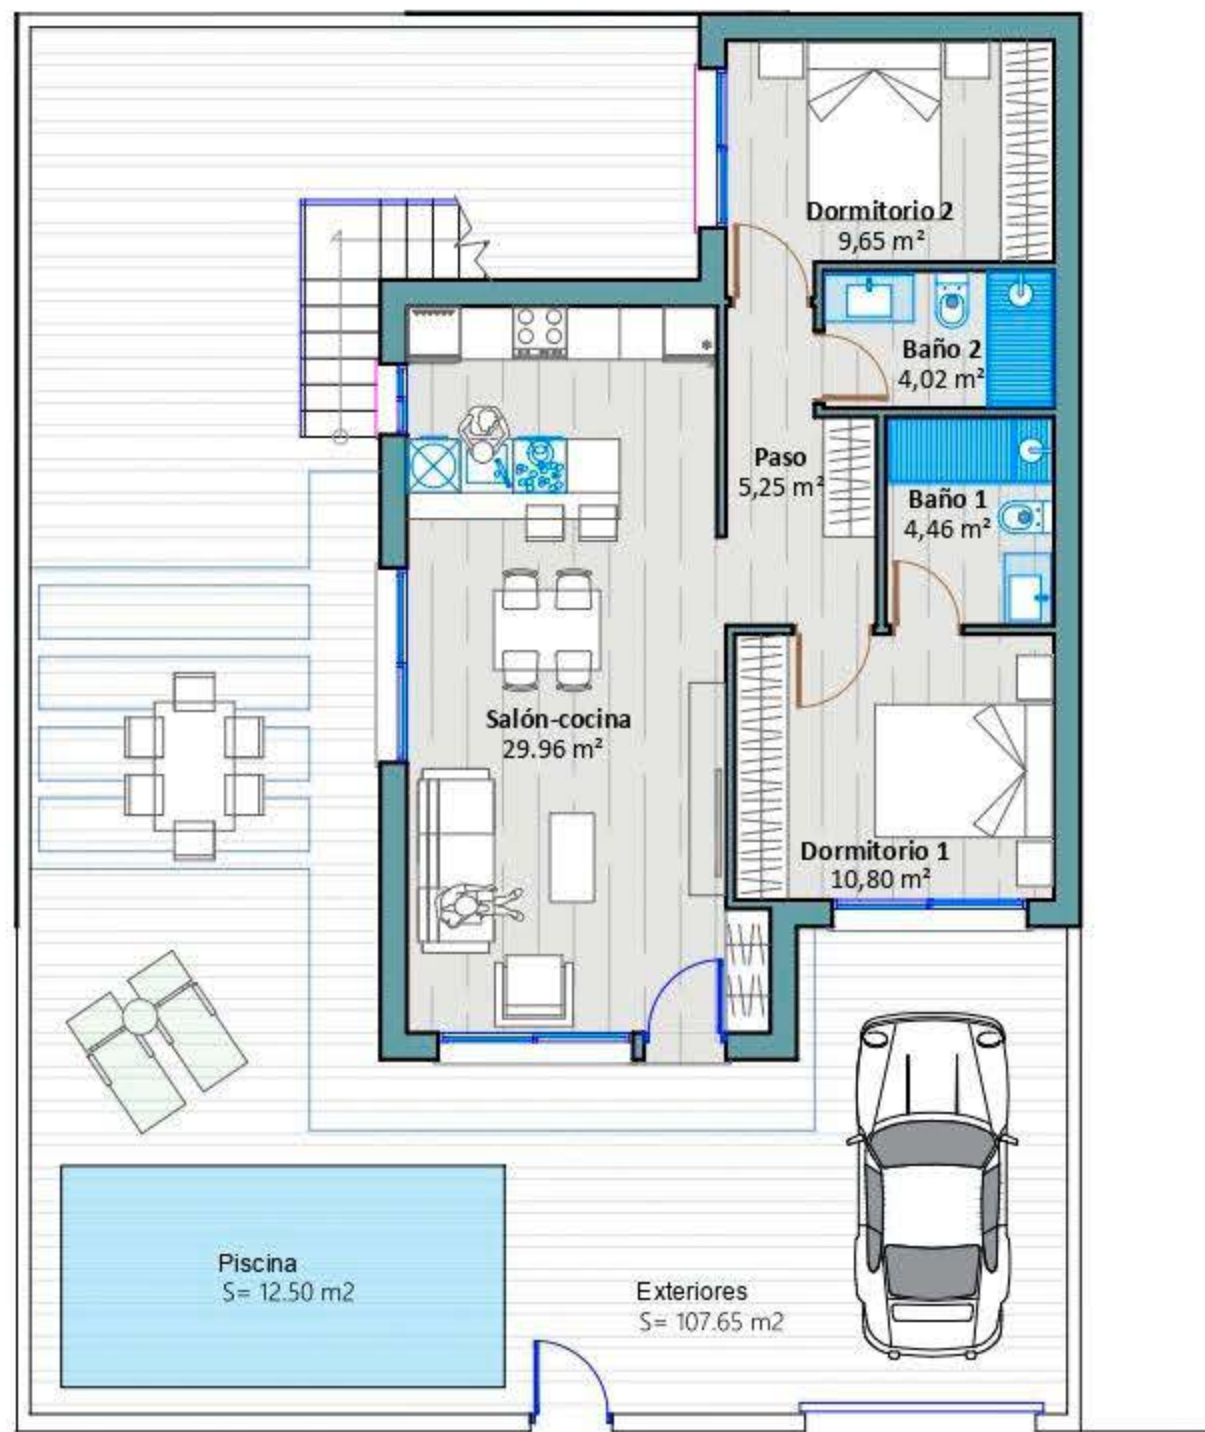 Dormitorio 2
9,65 m²
Baño 2
4,02 m²
Paso
5,25 m²
Baño 1
4,46 m²
Salón-cocina
29.96 m²
Dormitorio 1
10,80 m²
Piscina
S= 12.50 m2
Exteriores
S= 107.65 m2